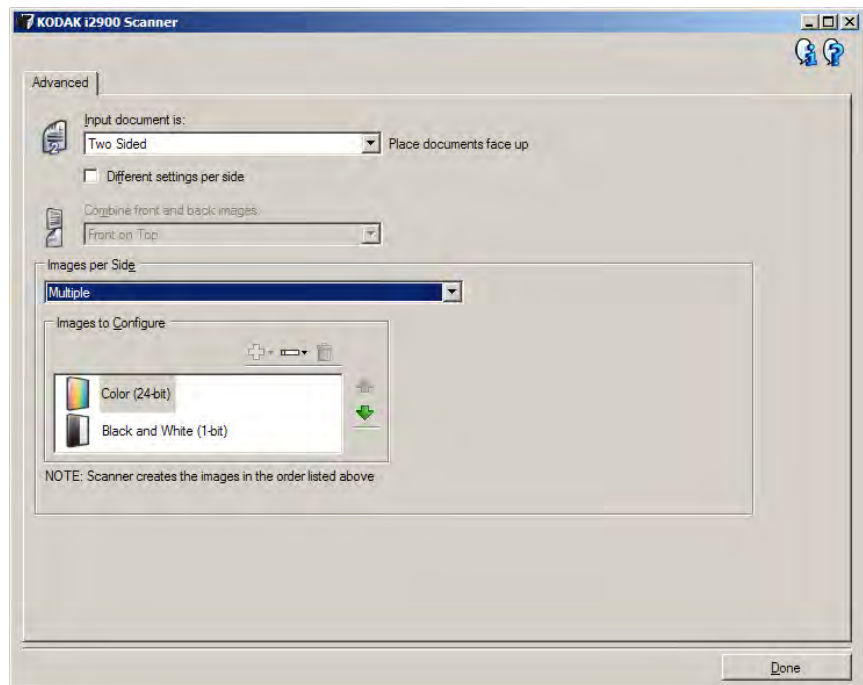 KODAK i2900 Scanner
Advanced
Input document is:
Two Sided
Place documents face up
Different settings per side
Combine front and back images:
Front on Top
Images per Side
Multiple
Images to Configure
Color (24-bit)
Black and White (1-bit)
NOTE: Scanner creates the images in the order listed above
Done